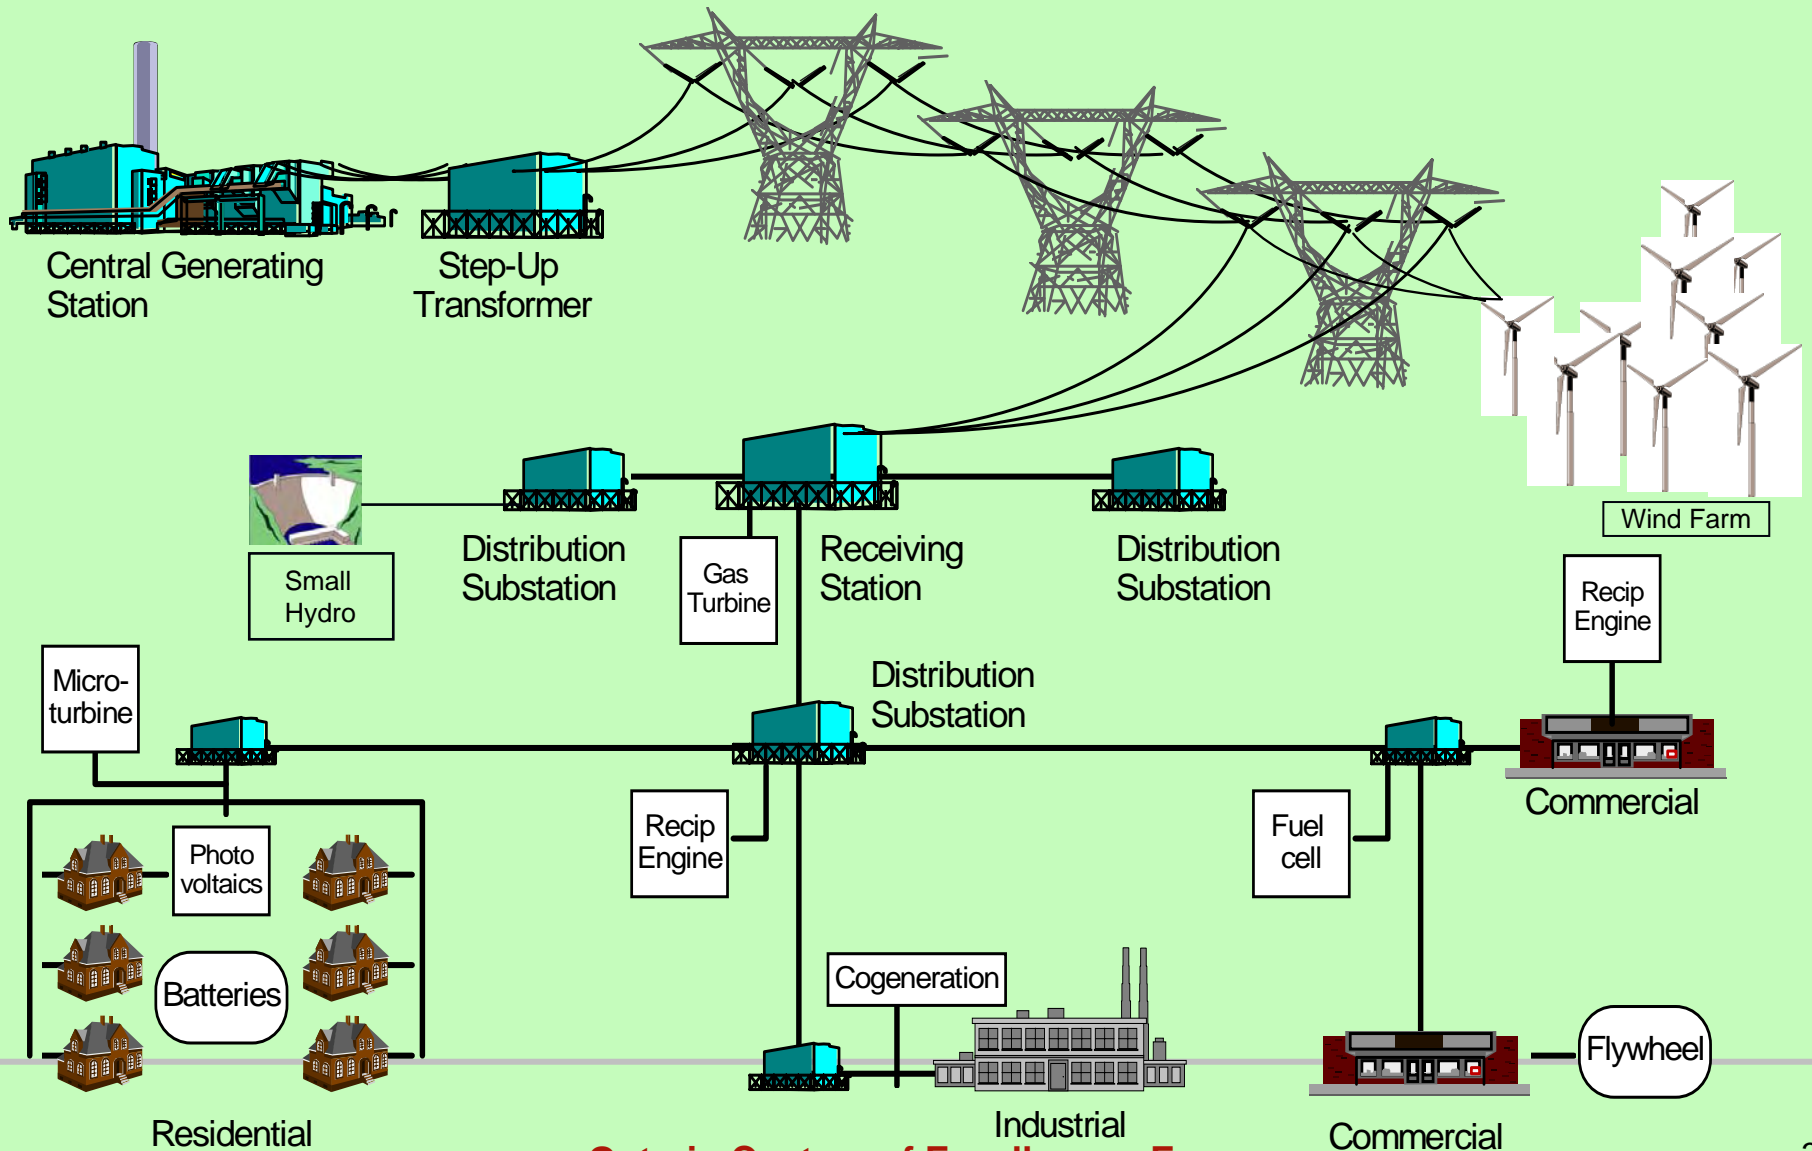 Central Generating
Station
Step-Up
Transformer
Wind Farm
Small
Hydro
Distribution
Substation
Gas
Turbine
Receiving
Station
Distribution
Substation
Recip
Engine
Micro-
turbine
Distribution
Substation
Commercial
Photo
voltaics
Recip
Engine
Fuel
cell
Batteries
Cogeneration
Flywheel
Residential
Industrial
Commercial